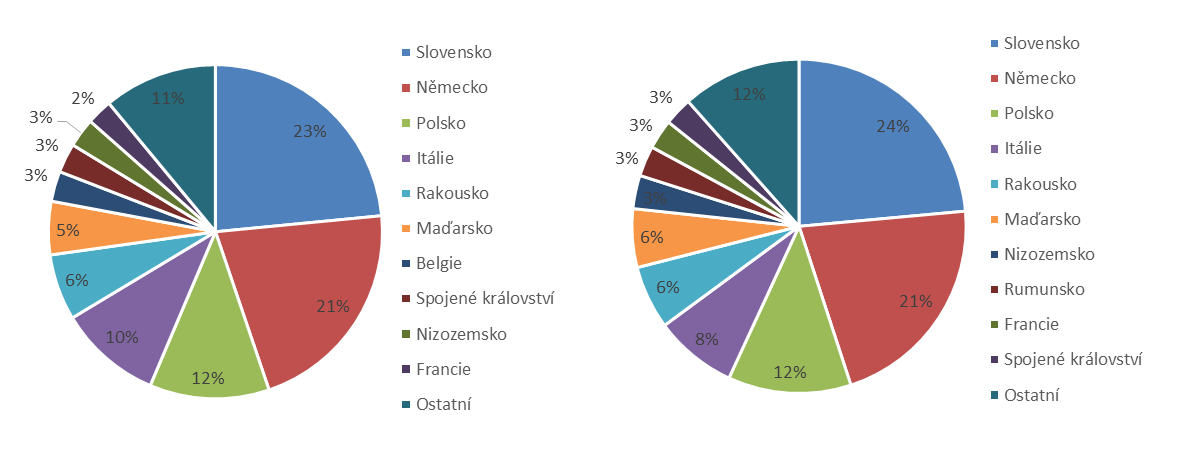 23%
21%
12%
10%
6%
5%
3%
3%
3%
2%
11%
Slovensko
Německo
Polsko
Itálie
Rakousko
Maďarsko
Belgie
Spojené království
Nizozemsko
Francie
Ostatní
24%
21%
12%
8%
6%
6%
3%
3%
3%
3%
12%
Slovensko
Německo
Polsko
Itálie
Rakousko
Maďarsko
Nizozemsko
Rumunsko
Francie
Spojené království
Ostatní